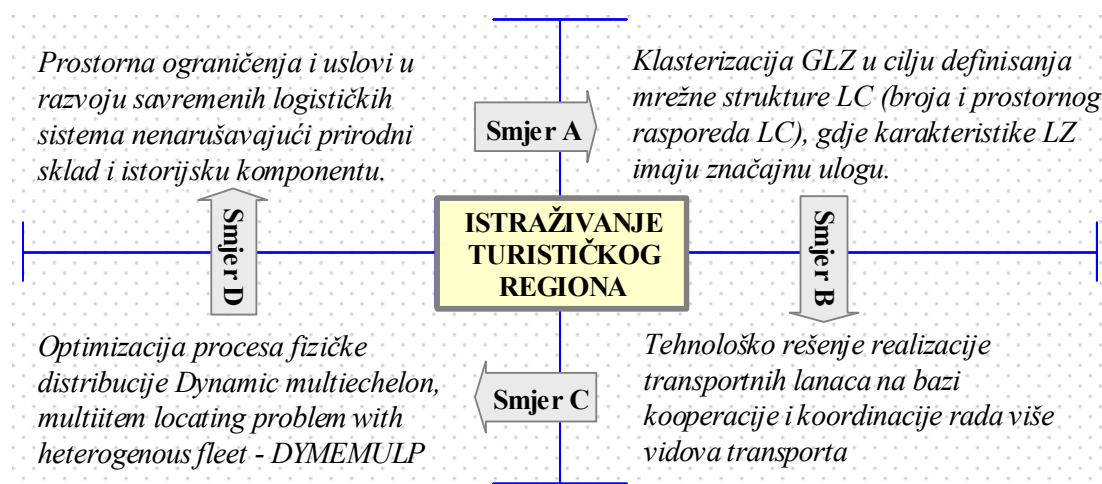 Prostorna ograničenja i uslovi u
razvoju savremenih logističkih
sistema nenarušavajući prirodni
sklad i istorijsku komponentu.
Smjer A
Klasterizacija GLZ u cilju definisanja
mrežne strukture LC (broja i prostornog
rasporeda LC), gdje karakteristike LZ
imaju značajnu ulogu.
Smjer D
ISTRAŽIVANJE
TURISTIČKOG
REGIONA
Smjer B
Optimizacija procesa fizičke
distribucije Dynamic multiechelon,
multiitem locating problem with
heterogenous fleet - DYMEMULP
Smjer C
Tehnološko rešenje realizacije
transportnih lanaca na bazi
kooperacije i koordinacije rada više
vidova transporta